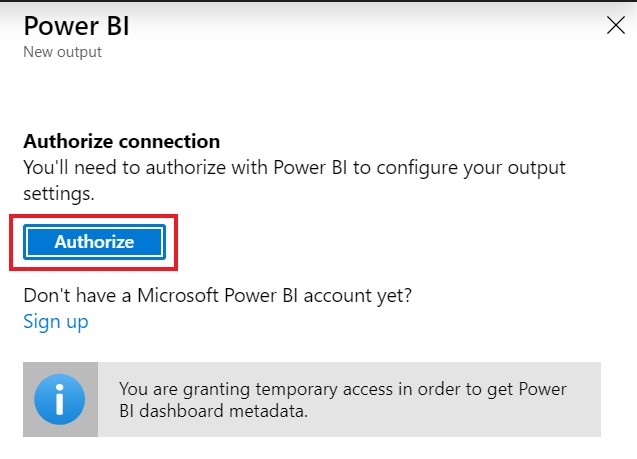 Power BI
New output
Authorize connection
You'll need to authorize with Power BI to configure your output
settings.
Authorize
Don't have a Microsoft Power BI account yet?
Sign up
You are granting temporary access in order to get Power
BI dashboard metadata.